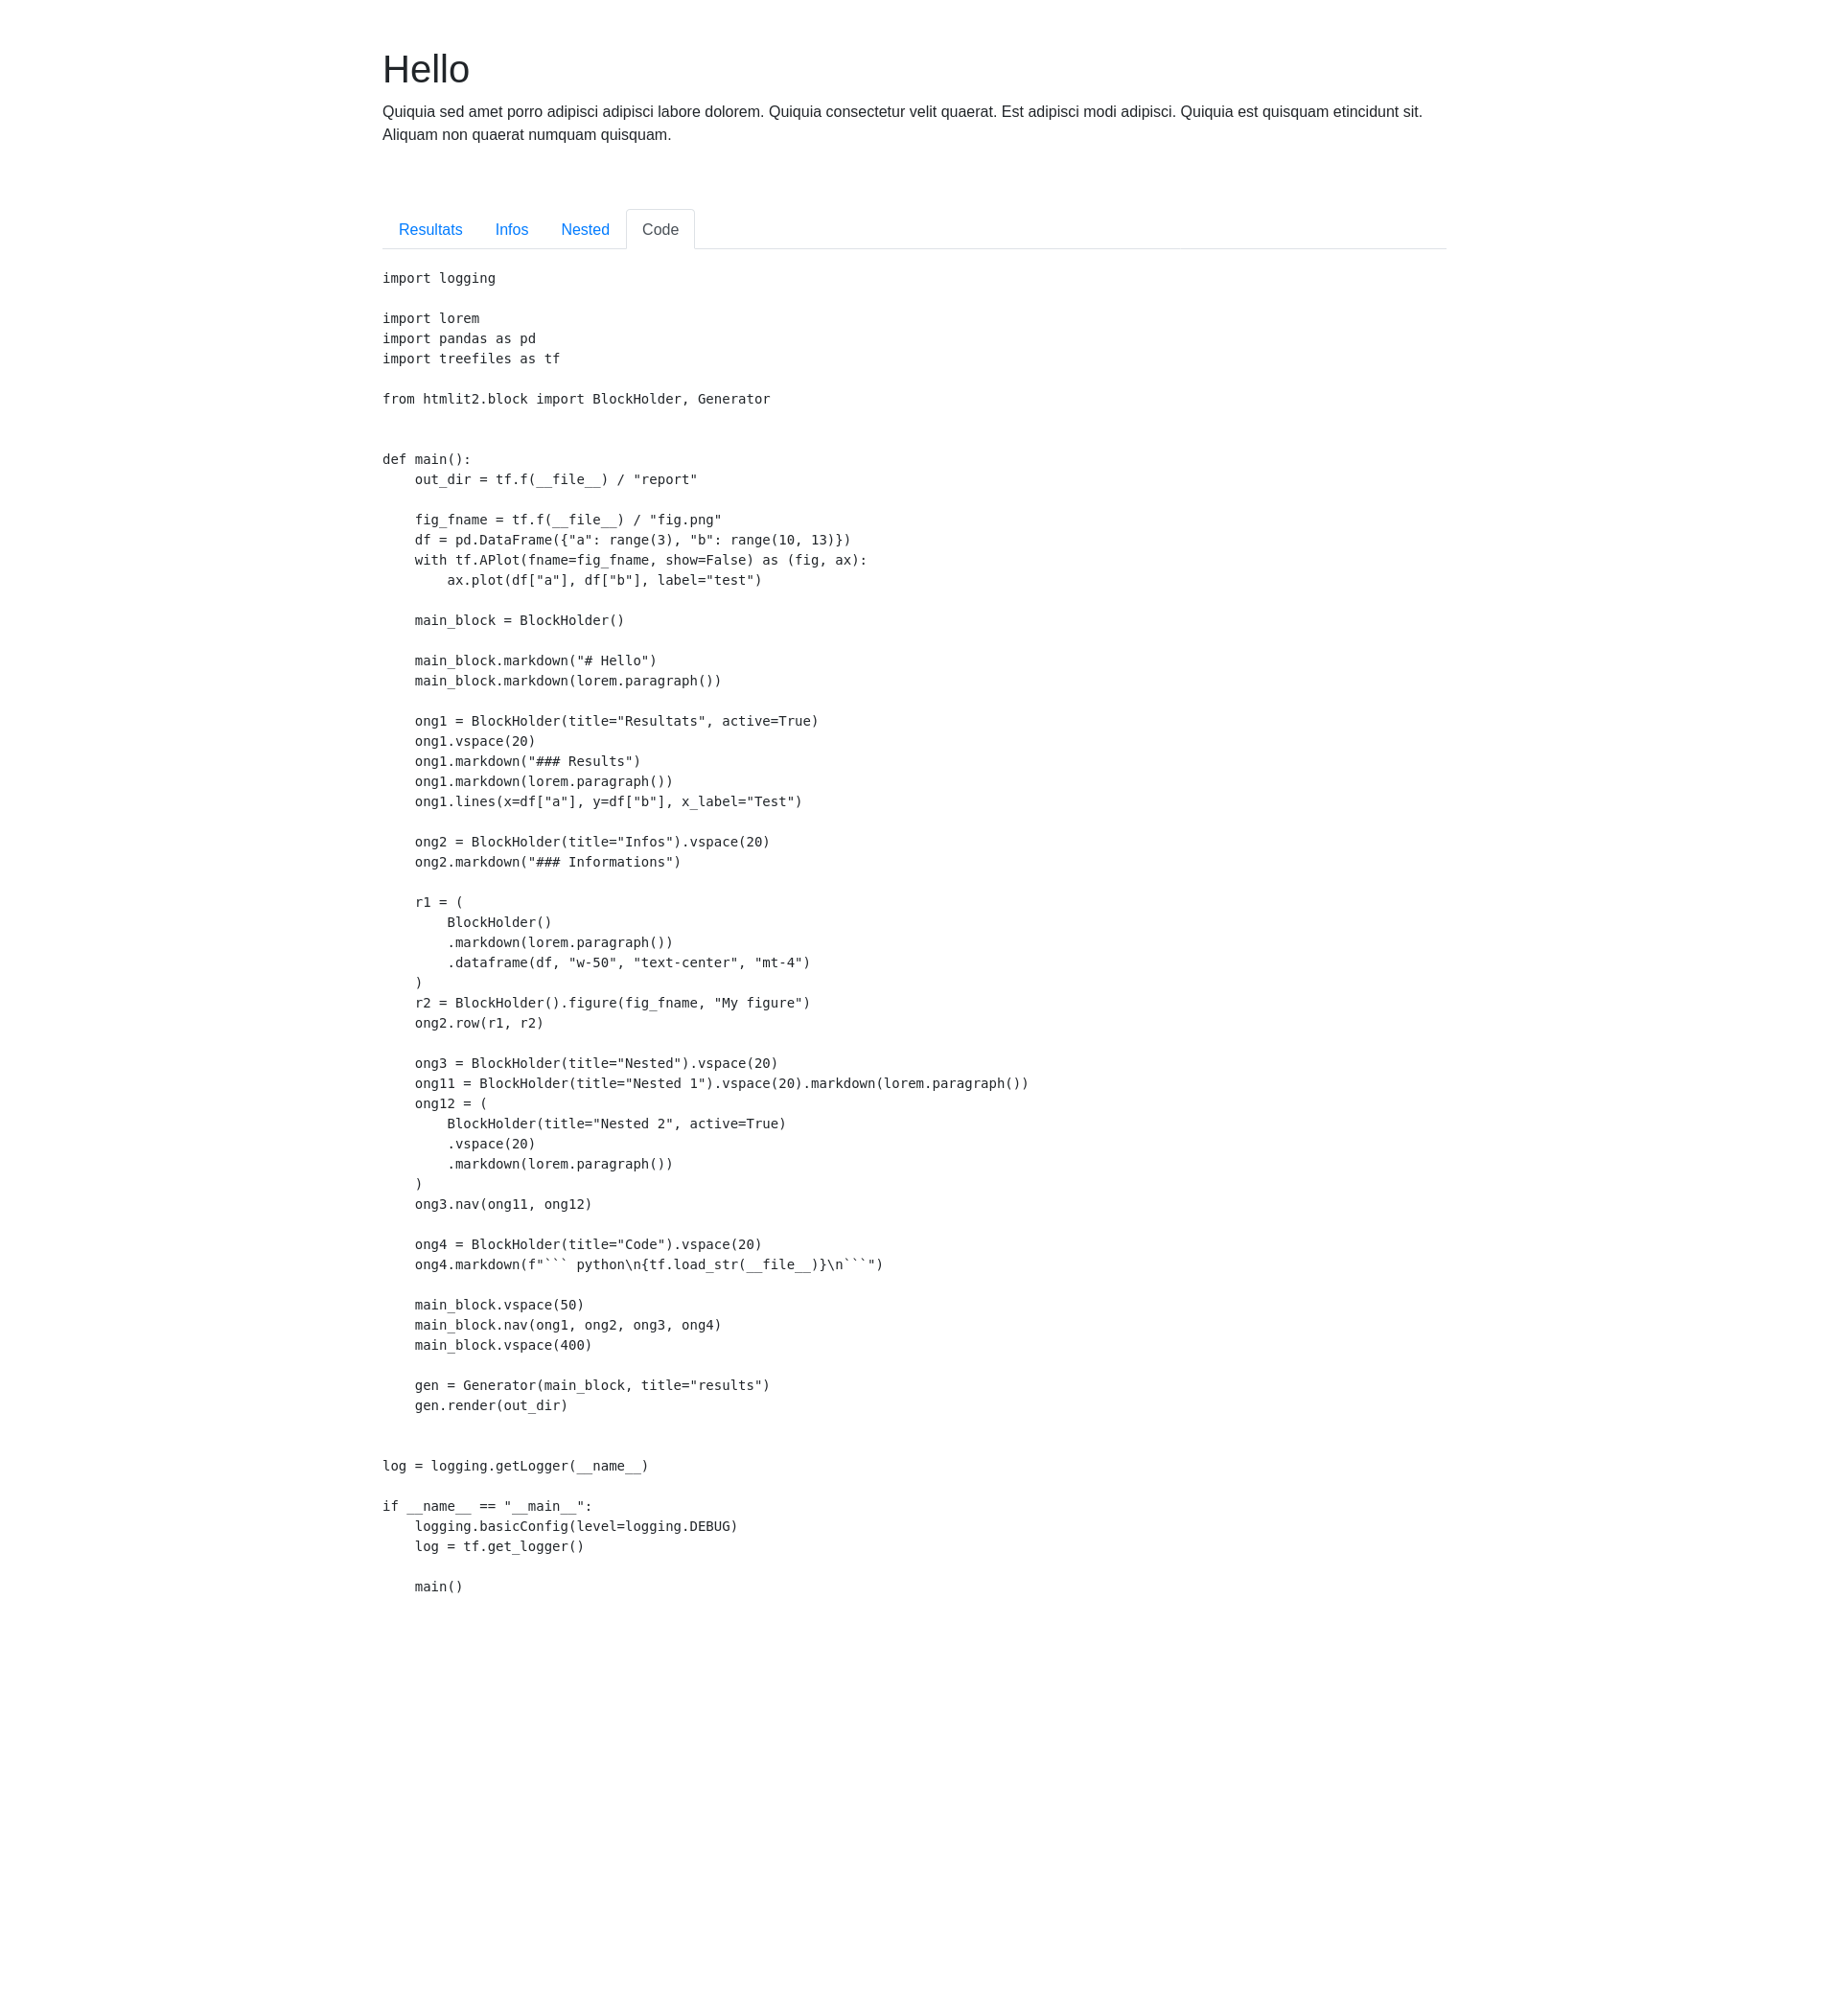 Hello
Quiquia sed amet porro adipisci adipisci labore dolorem. Quiquia consectetur velit quaerat. Est adipisci modi adipisci. Quiquia est quisquam etincidunt sit.
Aliquam non quaerat numquam quisquam.
Resultats Infos Nested Code
import logging

import lorem
import pandas as pd
import treefiles as tf

from htmlit2.block import BlockHolder, Generator


def main():
    out_dir = tf.f(__file__) / "report"

    fig_fname = tf.f(__file__) / "fig.png"
    df = pd.DataFrame({"a": range(3), "b": range(10, 13)})
    with tf.APlot(fname=fig_fname, show=False) as (fig, ax):
        ax.plot(df["a"], df["b"], label="test")

    main_block = BlockHolder()

    main_block.markdown("# Hello")
    main_block.markdown(lorem.paragraph())

    ong1 = BlockHolder(title="Resultats", active=True)
    ong1.vspace(20)
    ong1.markdown("### Results")
    ong1.markdown(lorem.paragraph())
    ong1.lines(x=df["a"], y=df["b"], x_label="Test")

    ong2 = BlockHolder(title="Infos").vspace(20)
    ong2.markdown("### Informations")

    r1 = (
        BlockHolder()
        .markdown(lorem.paragraph())
        .dataframe(df, "w-50", "text-center", "mt-4")
    )
    r2 = BlockHolder().figure(fig_fname, "My figure")
    ong2.row(r1, r2)

    ong3 = BlockHolder(title="Nested").vspace(20)
    ong11 = BlockHolder(title="Nested 1").vspace(20).markdown(lorem.paragraph())
    ong12 = (
        BlockHolder(title="Nested 2", active=True)
        .vspace(20)
        .markdown(lorem.paragraph())
    )
    ong3.nav(ong11, ong12)

    ong4 = BlockHolder(title="Code").vspace(20)
    ong4.markdown(f"``` python\n{tf.load_str(__file__)}\n```")

    main_block.vspace(50)
    main_block.nav(ong1, ong2, ong3, ong4)
    main_block.vspace(400)

    gen = Generator(main_block, title="results")
    gen.render(out_dir)


log = logging.getLogger(__name__)

if __name__ == "__main__":
    logging.basicConfig(level=logging.DEBUG)
    log = tf.get_logger()

    main()